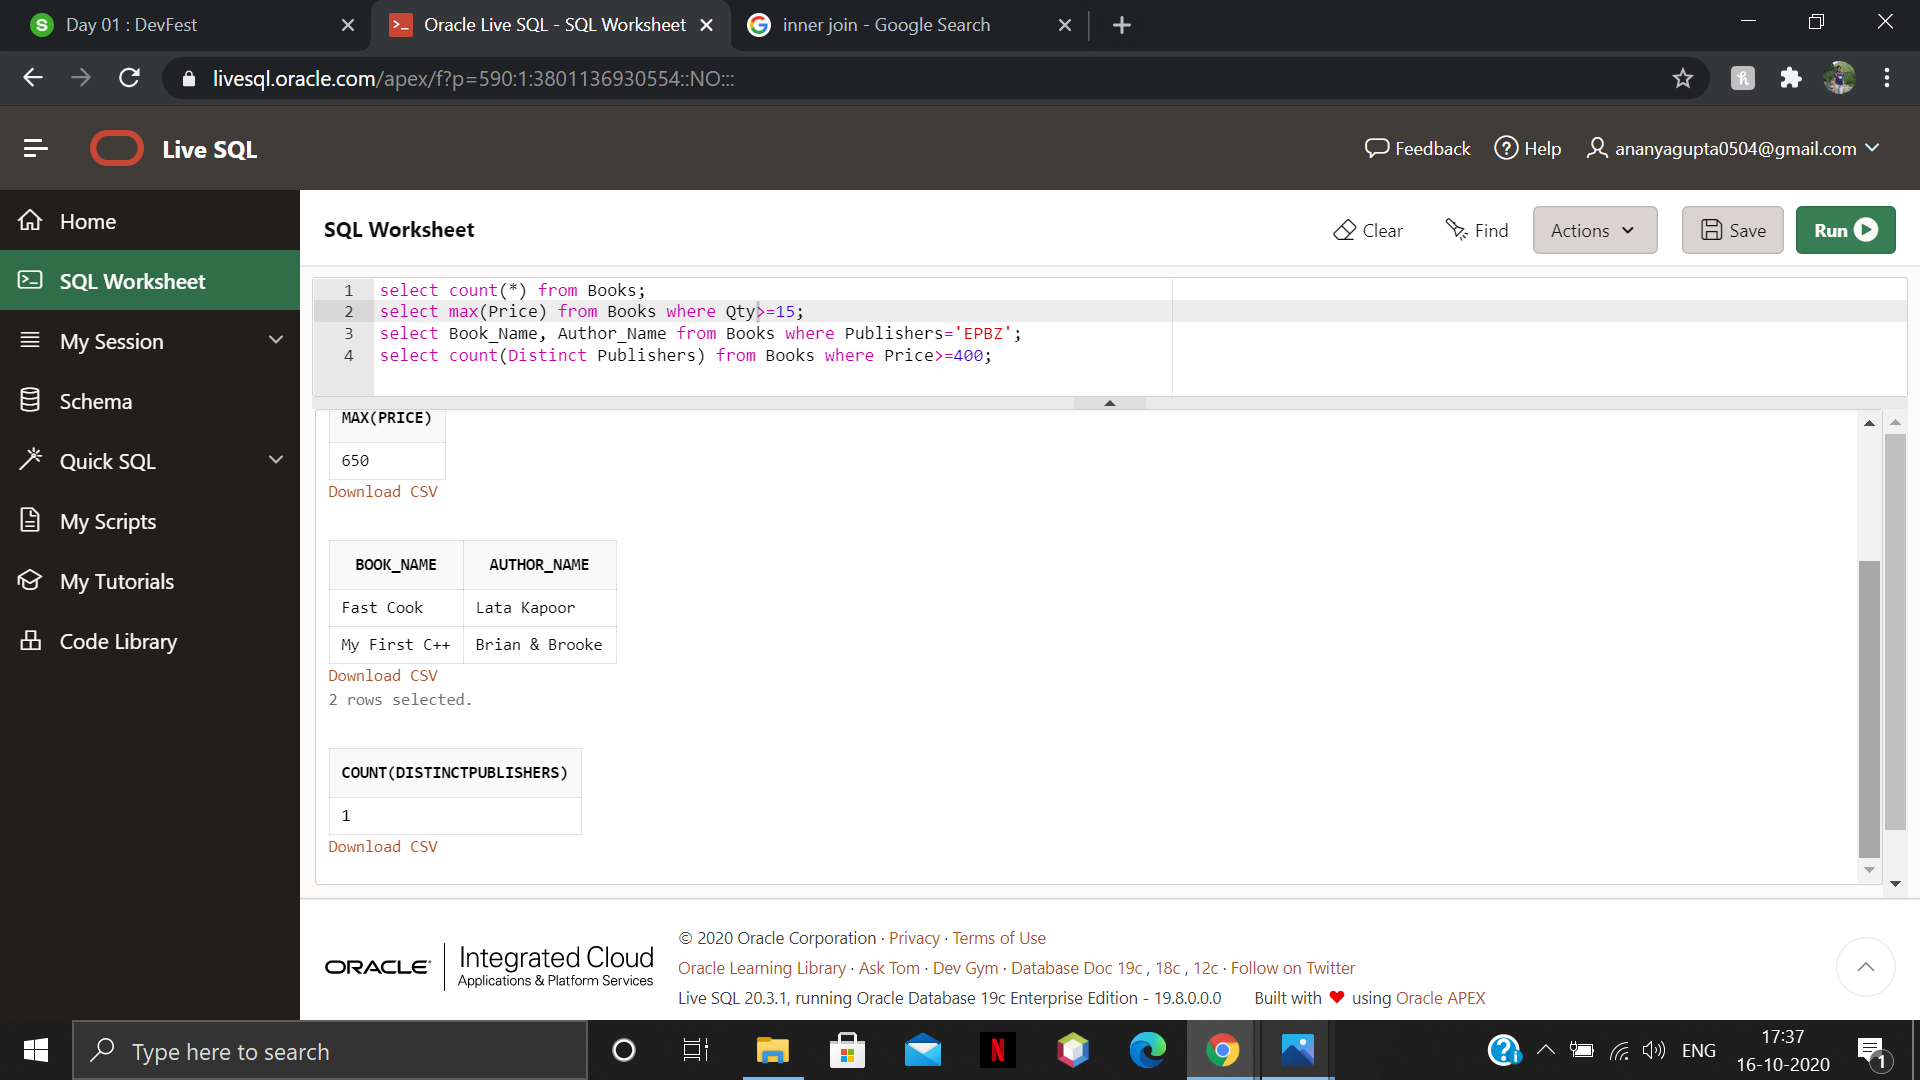 Day 01 : DevFest
Oracle Live SQL - SQL Worksheet
inner join - Google Search
livesql.oracle.com/apex/f?p=590:1:3801136930554::NO:::
Live SQL
Feedback
Help
ananyagupta0504@gmail.com
Home
SQL Worksheet
My Session
Schema
Quick SQL
My Scripts
My Tutorials
Code Library
SQL Worksheet
Clear
Find
Actions
Save
Run
1 select count(*) from Books;
2 select max(Price) from Books where Qty>=15;
3 select Book_Name, Author_Name from Books where Publishers='EPBZ';
4 select count(Distinct Publishers) from Books where Price>=400;
MAX(PRICE)
650
Download CSV
BOOK_NAME AUTHOR_NAME
Fast Cook Lata Kapoor
My First C++ Brian & Brooke
Download CSV
2 rows selected.
COUNT(DISTINCTPUBLISHERS)
1
Download CSV
ORACLE
Integrated Cloud
Applications & Platform Services
© 2020 Oracle Corporation · Privacy · Terms of Use
Oracle Learning Library · Ask Tom · Dev Gym · Database Doc 19c , 18c , 12c · Follow on Twitter
Live SQL 20.3.1, running Oracle Database 19c Enterprise Edition - 19.8.0.0.0 Built with ♥ using Oracle APEX
Type here to search
N
ENG
17:37
16-10-2020
1